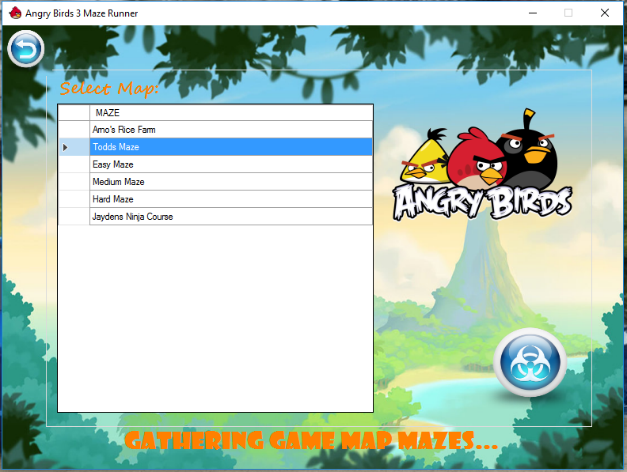 Angry Birds 3 Maze Runner
Select Map:
MAZE
Amo's Rice Farm
Todds Maze
Easy Maze
Medium Maze
Hard Maze
Jaydens Ninja Course
ANGRY BIRDS
GATHERING GAME MAP MAZES...